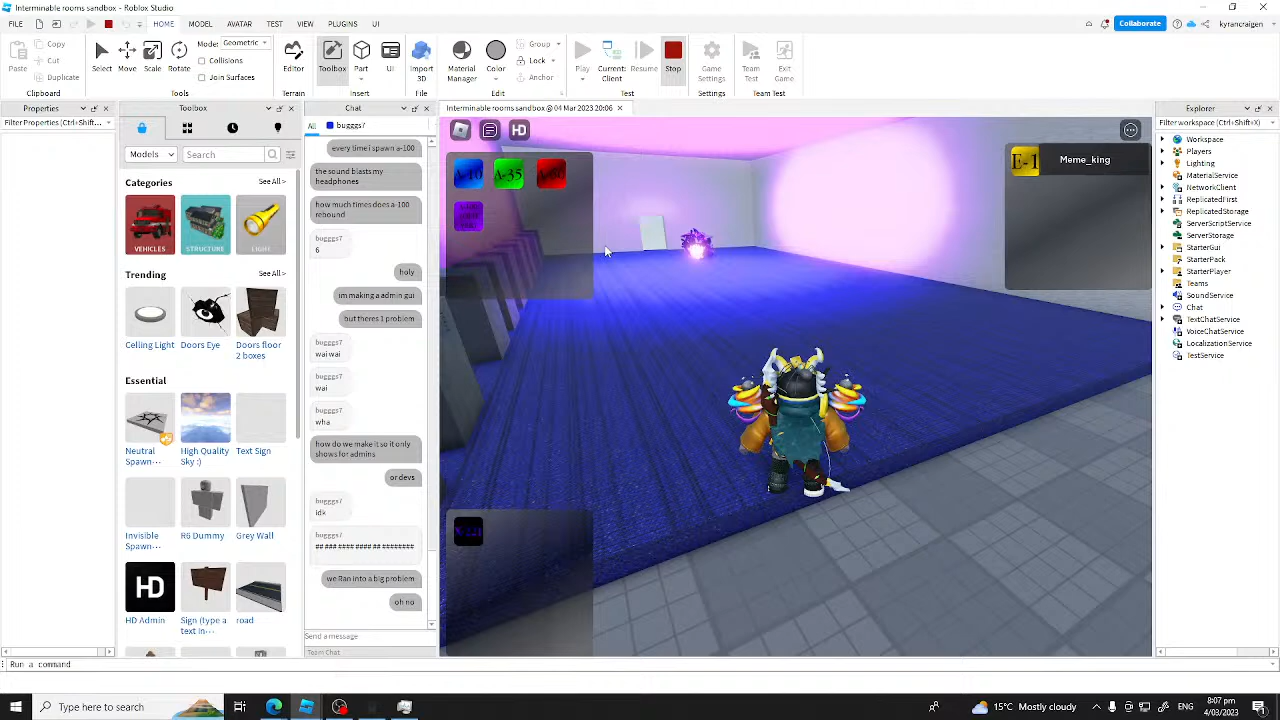 Interminable rooms sandbox - Roblox Studio
FILE HOME MODEL AVATAR TEST VIEW PLUGINS UI Collaborate kyrancraigen
Paste Copy Cut Duplicate Clipboard
Select Move Scale Rotate Mode: Geometric Collisions Join Surfaces Tools
Editor Terrain
Toolbox Part UI Insert
Import 3D File
Material Manager Color Group Lock Anchor Edit
Play Current: Client Resume Stop Test
Game Settings Settings
Team Test Exit Game Team Test
Properties
Filter Properties (Ctrl+Shift...
Toolbox
Models Search
Categories See All>
VEHICLES STRUCTURE LIGHT
Trending See All>
Celling Light
Doors Eye
Doors floor 2 boxes
Essential
Neutral Spawn···
High Quality Sky :)
Text Sign
Invisible Spawn···
R6 Dummy
Grey Wall
HD
HD Admin
Sign (type a text in···
road
Chat
All bugggs7
every time i spawn a-100
the sound blasts my headphones
how much times does a-100 rebound
bugggs7
6
holy
im making a admin gui
but theres 1 problem
bugggs7
wai wai
bugggs7
wai
bugggs7
wha
how do we make it so it only shows for admins
or devs
bugggs7
idk
bugggs7
## ## #### #### ## ########
we Ran into a big problem
oh no
Send a message
Team Chat
Interminable rooms sandbox @ 04 Mar 2023 20:06
HD
A-10 A-35
E-1 Meme_king
Explorer
Filter workspace (Ctrl+Shift+X)
Workspace
Players
Lighting
MaterialService
NetworkClient
ReplicatedFirst
ReplicatedStorage
ServerScriptService
ServerStorage
StarterGui
StarterPack
StarterPlayer
Teams
SoundService
Chat
TextChatService
VoiceChatService
LocalizationService
TestService
Run a command
Type here to search
15°C Mostly cloudy
8:07 pm
4/03/2023